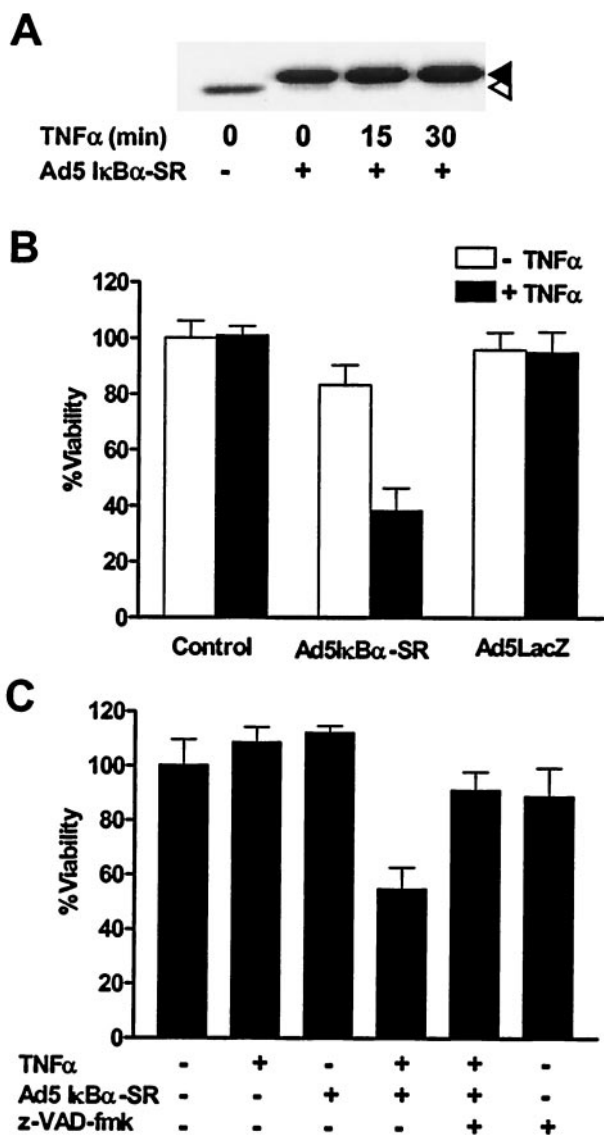 A
TNFα (min) 0 0 15 30
Ad5 IκBα-SR - + + +
B
- TNFα
+ TNFα
120
100
80
60
40
20
0
%Viability
Control Ad5IκBα-SR Ad5LacZ
C
120
100
80
60
40
20
0
%Viability
TNFα - + - + + -
Ad5 IκBα-SR - - + + + -
z-VAD-fmk - - - - + +